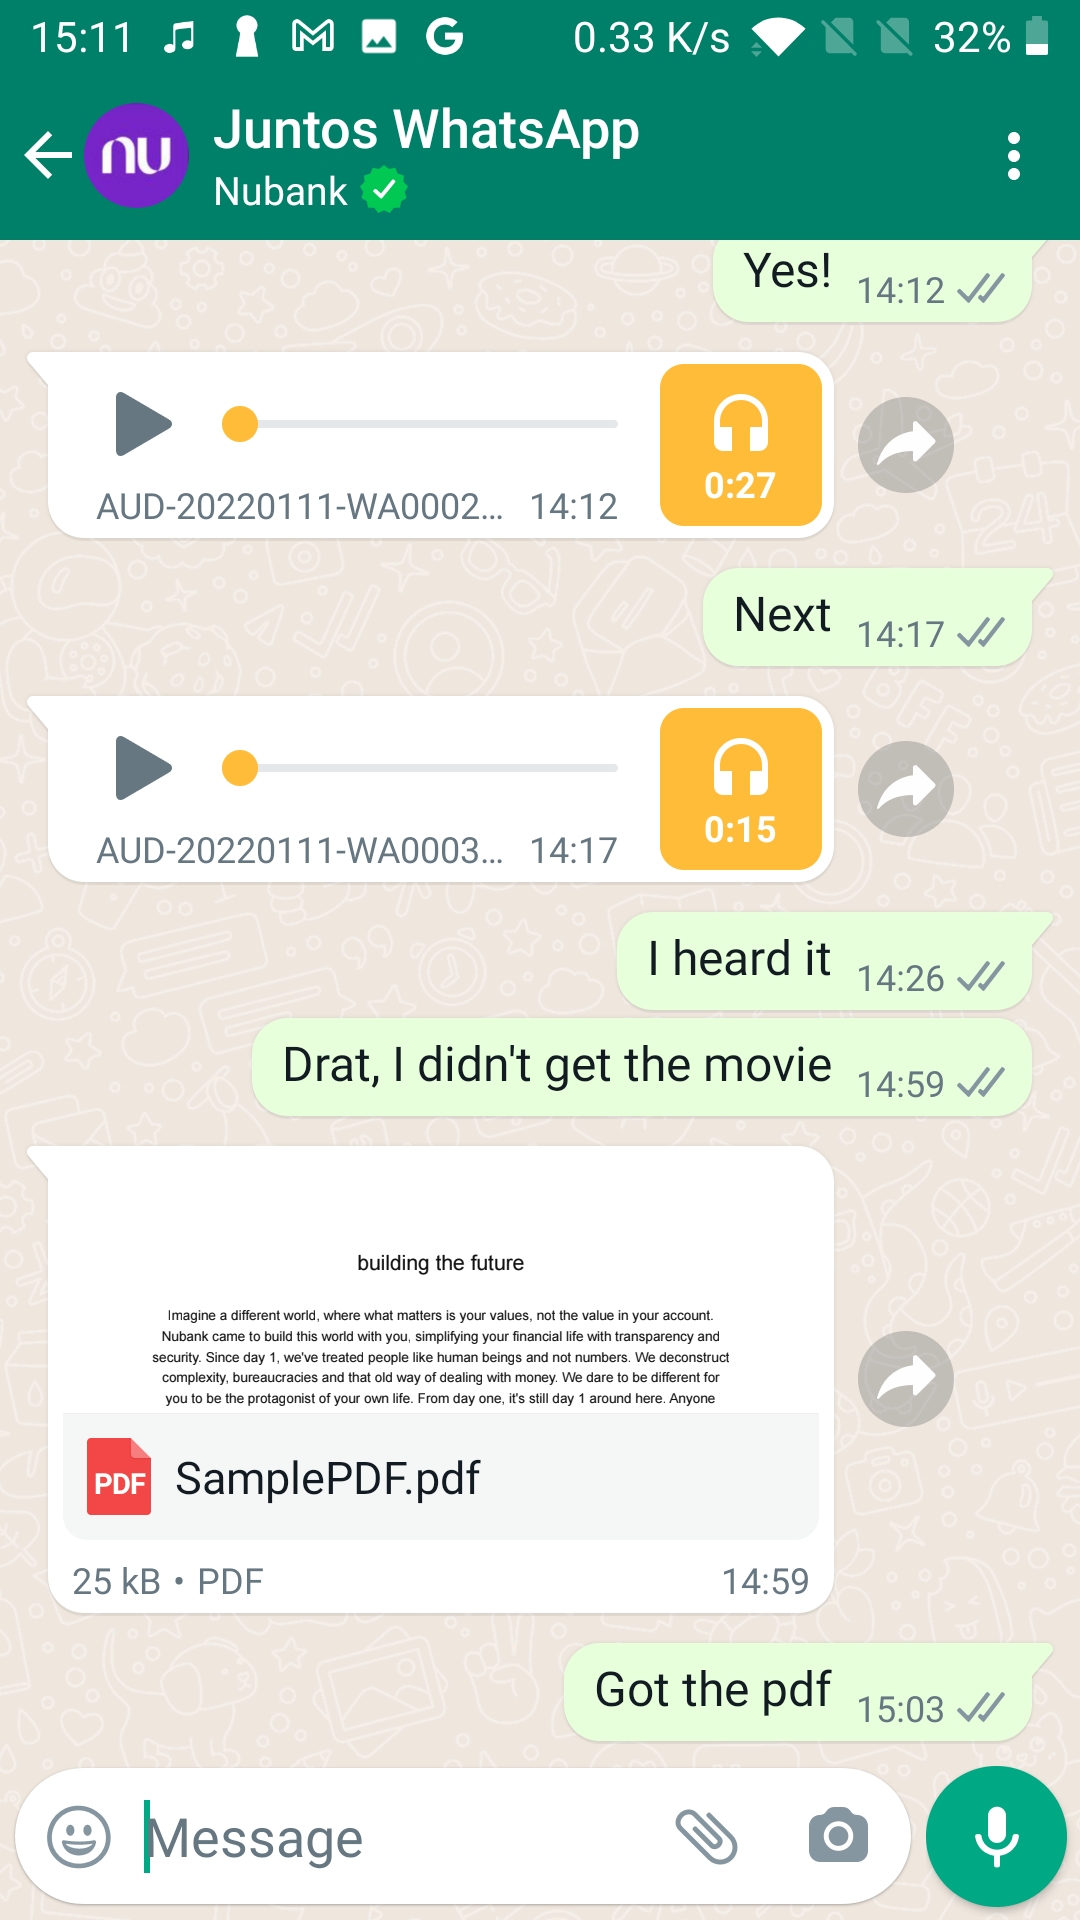 15:11 0.33 K/s 32%
nu
Juntos WhatsApp
Nubank
Yes! 14:12
0:27
AUD-20220111-WA0002... 14:12
Next 14:17
0:15
AUD-20220111-WA0003... 14:17
I heard it 14:26
Drat, I didn't get the movie 14:59
building the future
Imagine a different world, where what matters is your values, not the value in your account.
Nubank came to build this world with you, simplifying your financial life with transparency and
security. Since day 1, we've treated people like human beings and not numbers. We deconstruct
complexity, bureaucracies and that old way of dealing with money. We dare to be different for
you to be the protagonist of your own life. From day one, it's still day 1 around here. Anyone
PDF SamplePDF.pdf
25 kB • PDF 14:59
Got the pdf 15:03
Message